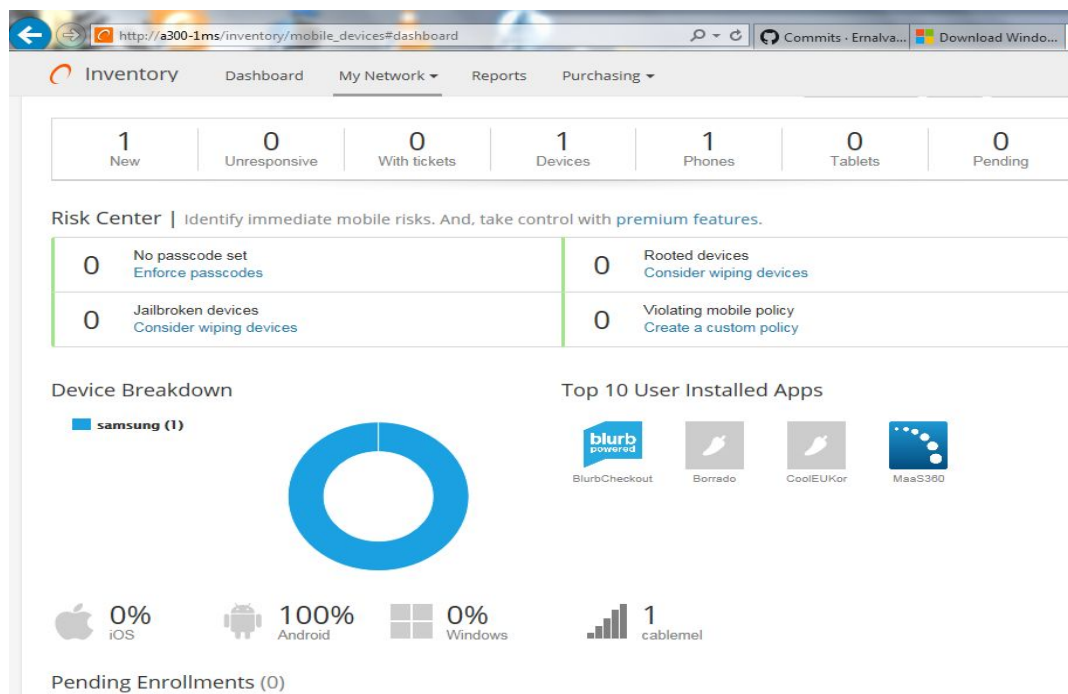 http://a300-1ms/inventory/mobile_devices#dashboard
Commits · Ernalva...
Download Windo...
Inventory
Dashboard
My Network
Reports
Purchasing
1 0 0 1 1 0 0
New Unresponsive With tickets Devices Phones Tablets Pending
Risk Center | Identify immediate mobile risks. And, take control with premium features.
0 No passcode set
Enforce passcodes
0 Rooted devices
Consider wiping devices
0 Jailbroken devices
Consider wiping devices
0 Violating mobile policy
Create a custom policy
Device Breakdown
samsung (1)
Top 10 User Installed Apps
blurb
powered
BlurbCheckout Borrado CoolEUKor MaaS360
0% 100% 0% 1
iOS Android Windows cablemel
Pending Enrollments (0)